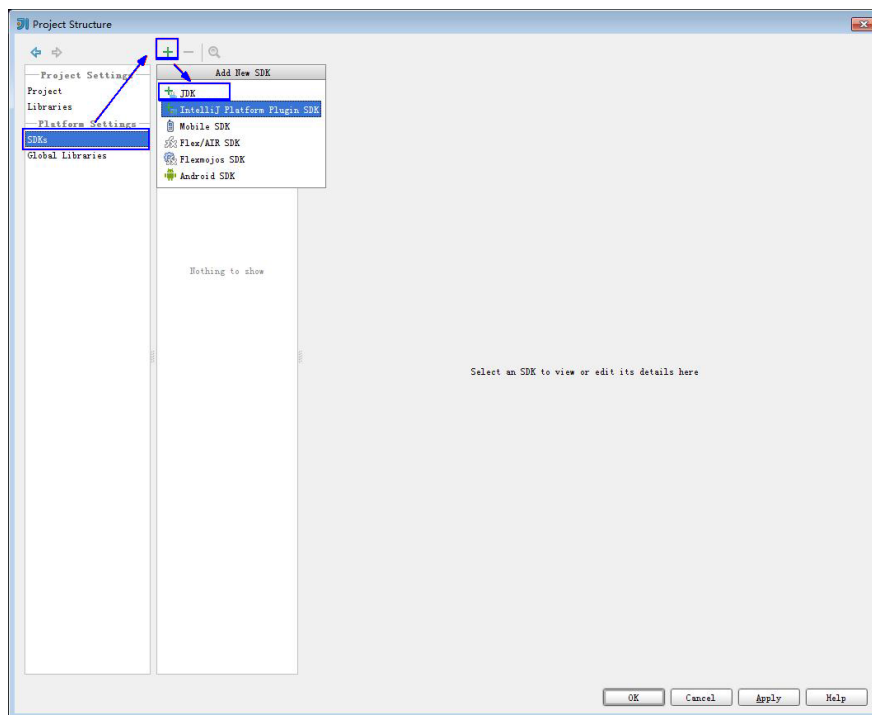 Project Structure
Project Settings
Project
Libraries
Platform Settings
SDKs
Global Libraries
Add New SDK
JDK
IntelliJ Platform Plugin SDK
Mobile SDK
Flex/AIR SDK
Flexmojos SDK
Android SDK
Nothing to show
Select an SDK to view or edit its details here
OK Cancel Apply Help